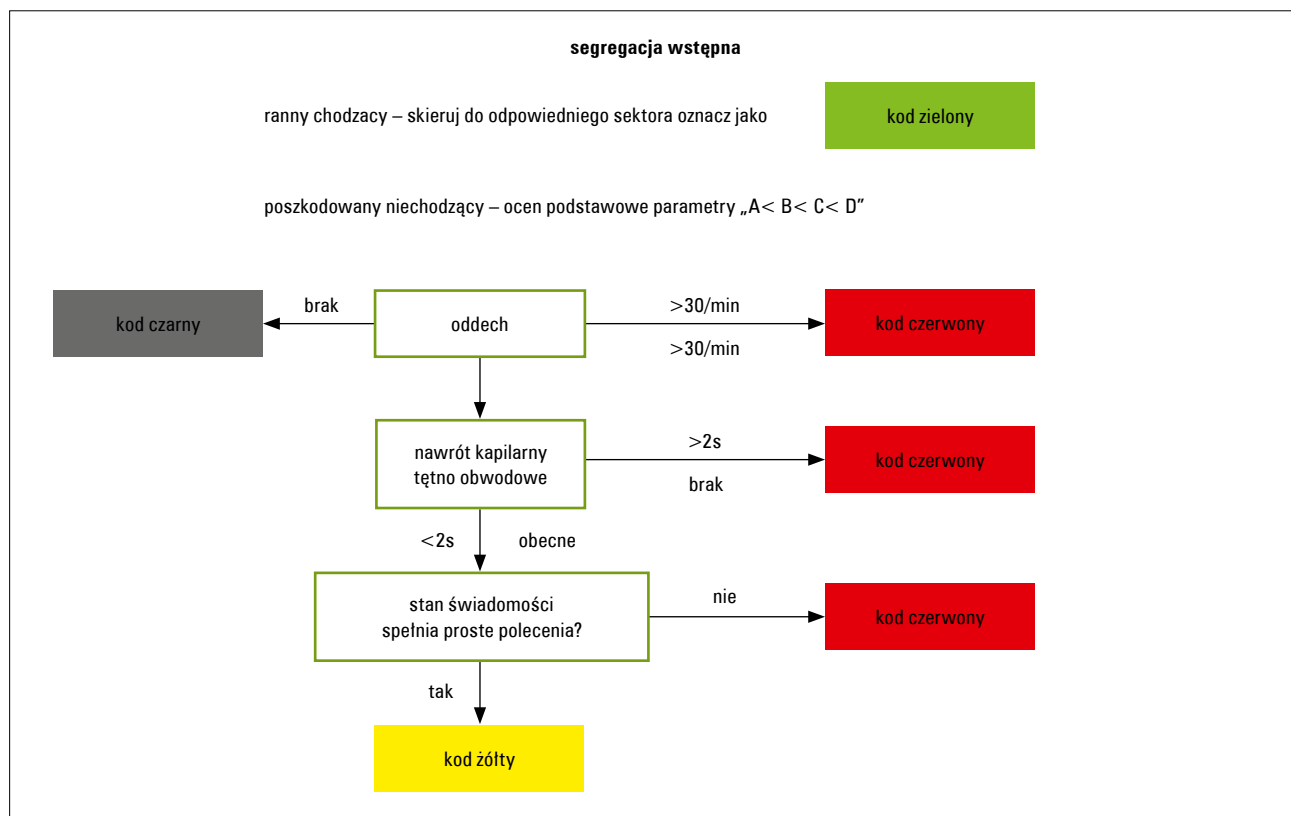 segregacja wstępna
ranny chodzacy – skieruj do odpowiedniego sektora oznacz jako
kod zielony
poszkodowany niechodzący – ocen podstawowe parametry „A< B< C< D”
kod czarny
brak
oddech
>30/min
>30/min
kod czerwony
nawrót kapilarny
tętno obwodowe
>2s
brak
kod czerwony
<2s
obecne
stan świadomości
spełnia proste polecenia?
nie
kod czerwony
tak
kod żółty